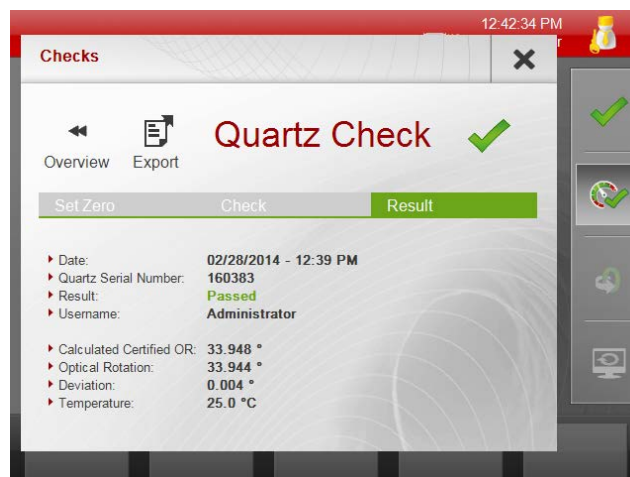 12:42:34 PM
Checks
Quartz Check
Overview
Export
Set Zero
Check
Result
Date: 02/28/2014 - 12:39 PM
Quartz Serial Number: 160383
Result: Passed
Username: Administrator
Calculated Certified OR: 33.948 °
Optical Rotation: 33.944 °
Deviation: 0.004 °
Temperature: 25.0 °C